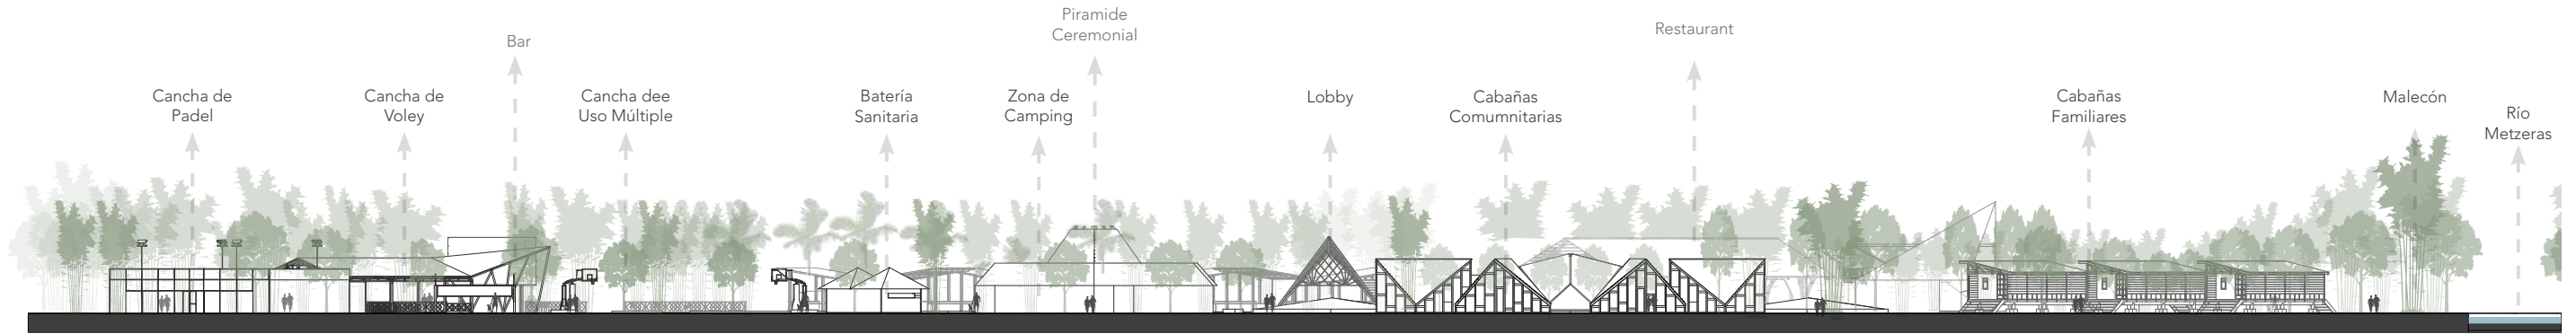 Cancha de
Padel
Cancha de
Voley
Bar
Cancha dee
Uso Múltiple
Batería
Sanitaria
Zona de
Camping
Piramide
Ceremonial
Lobby
Cabañas
Comumnitarias
Restaurant
Cabañas
Familiares
Malecón
Río
Metzeras